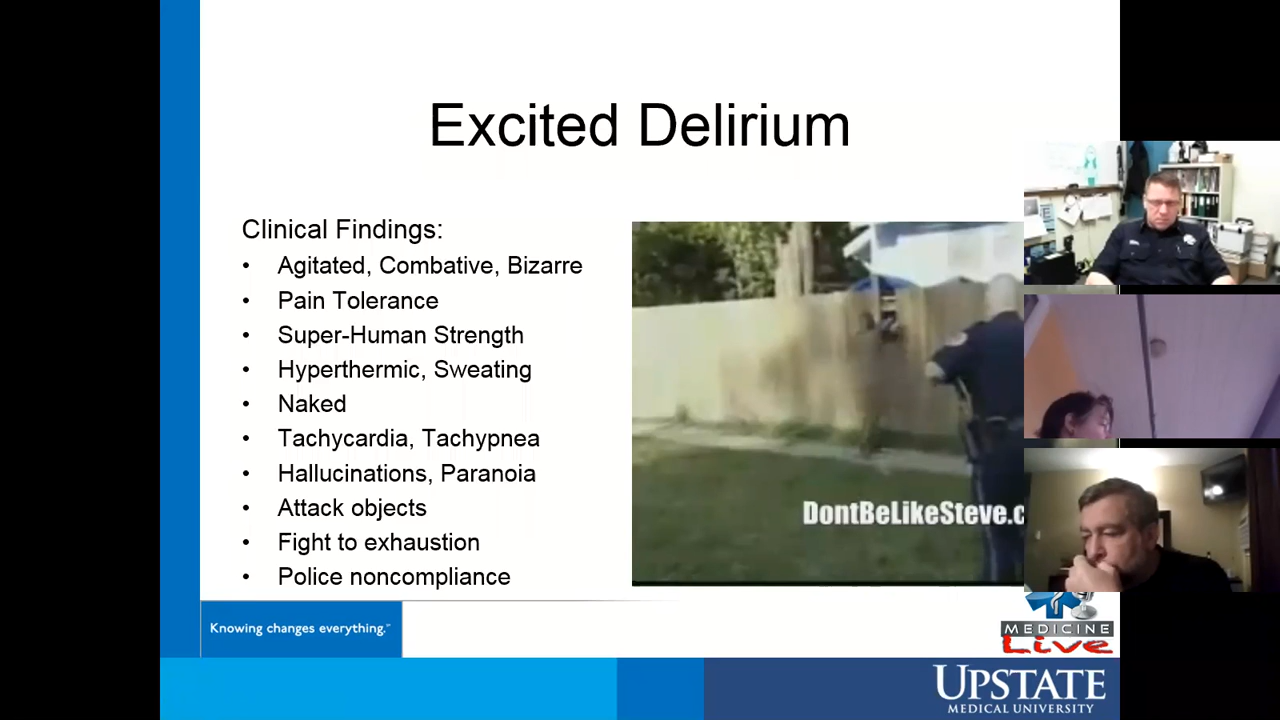 Excited Delirium
Clinical Findings:
• Agitated, Combative, Bizarre
• Pain Tolerance
• Super-Human Strength
• Hyperthermic, Sweating
• Naked
• Tachycardia, Tachypnea
• Hallucinations, Paranoia
• Attack objects
• Fight to exhaustion
• Police noncompliance
DontBeLikeSteve.c
Knowing changes everything.™
MEDICINE
Live
UPSTATE
MEDICAL UNIVERSITY